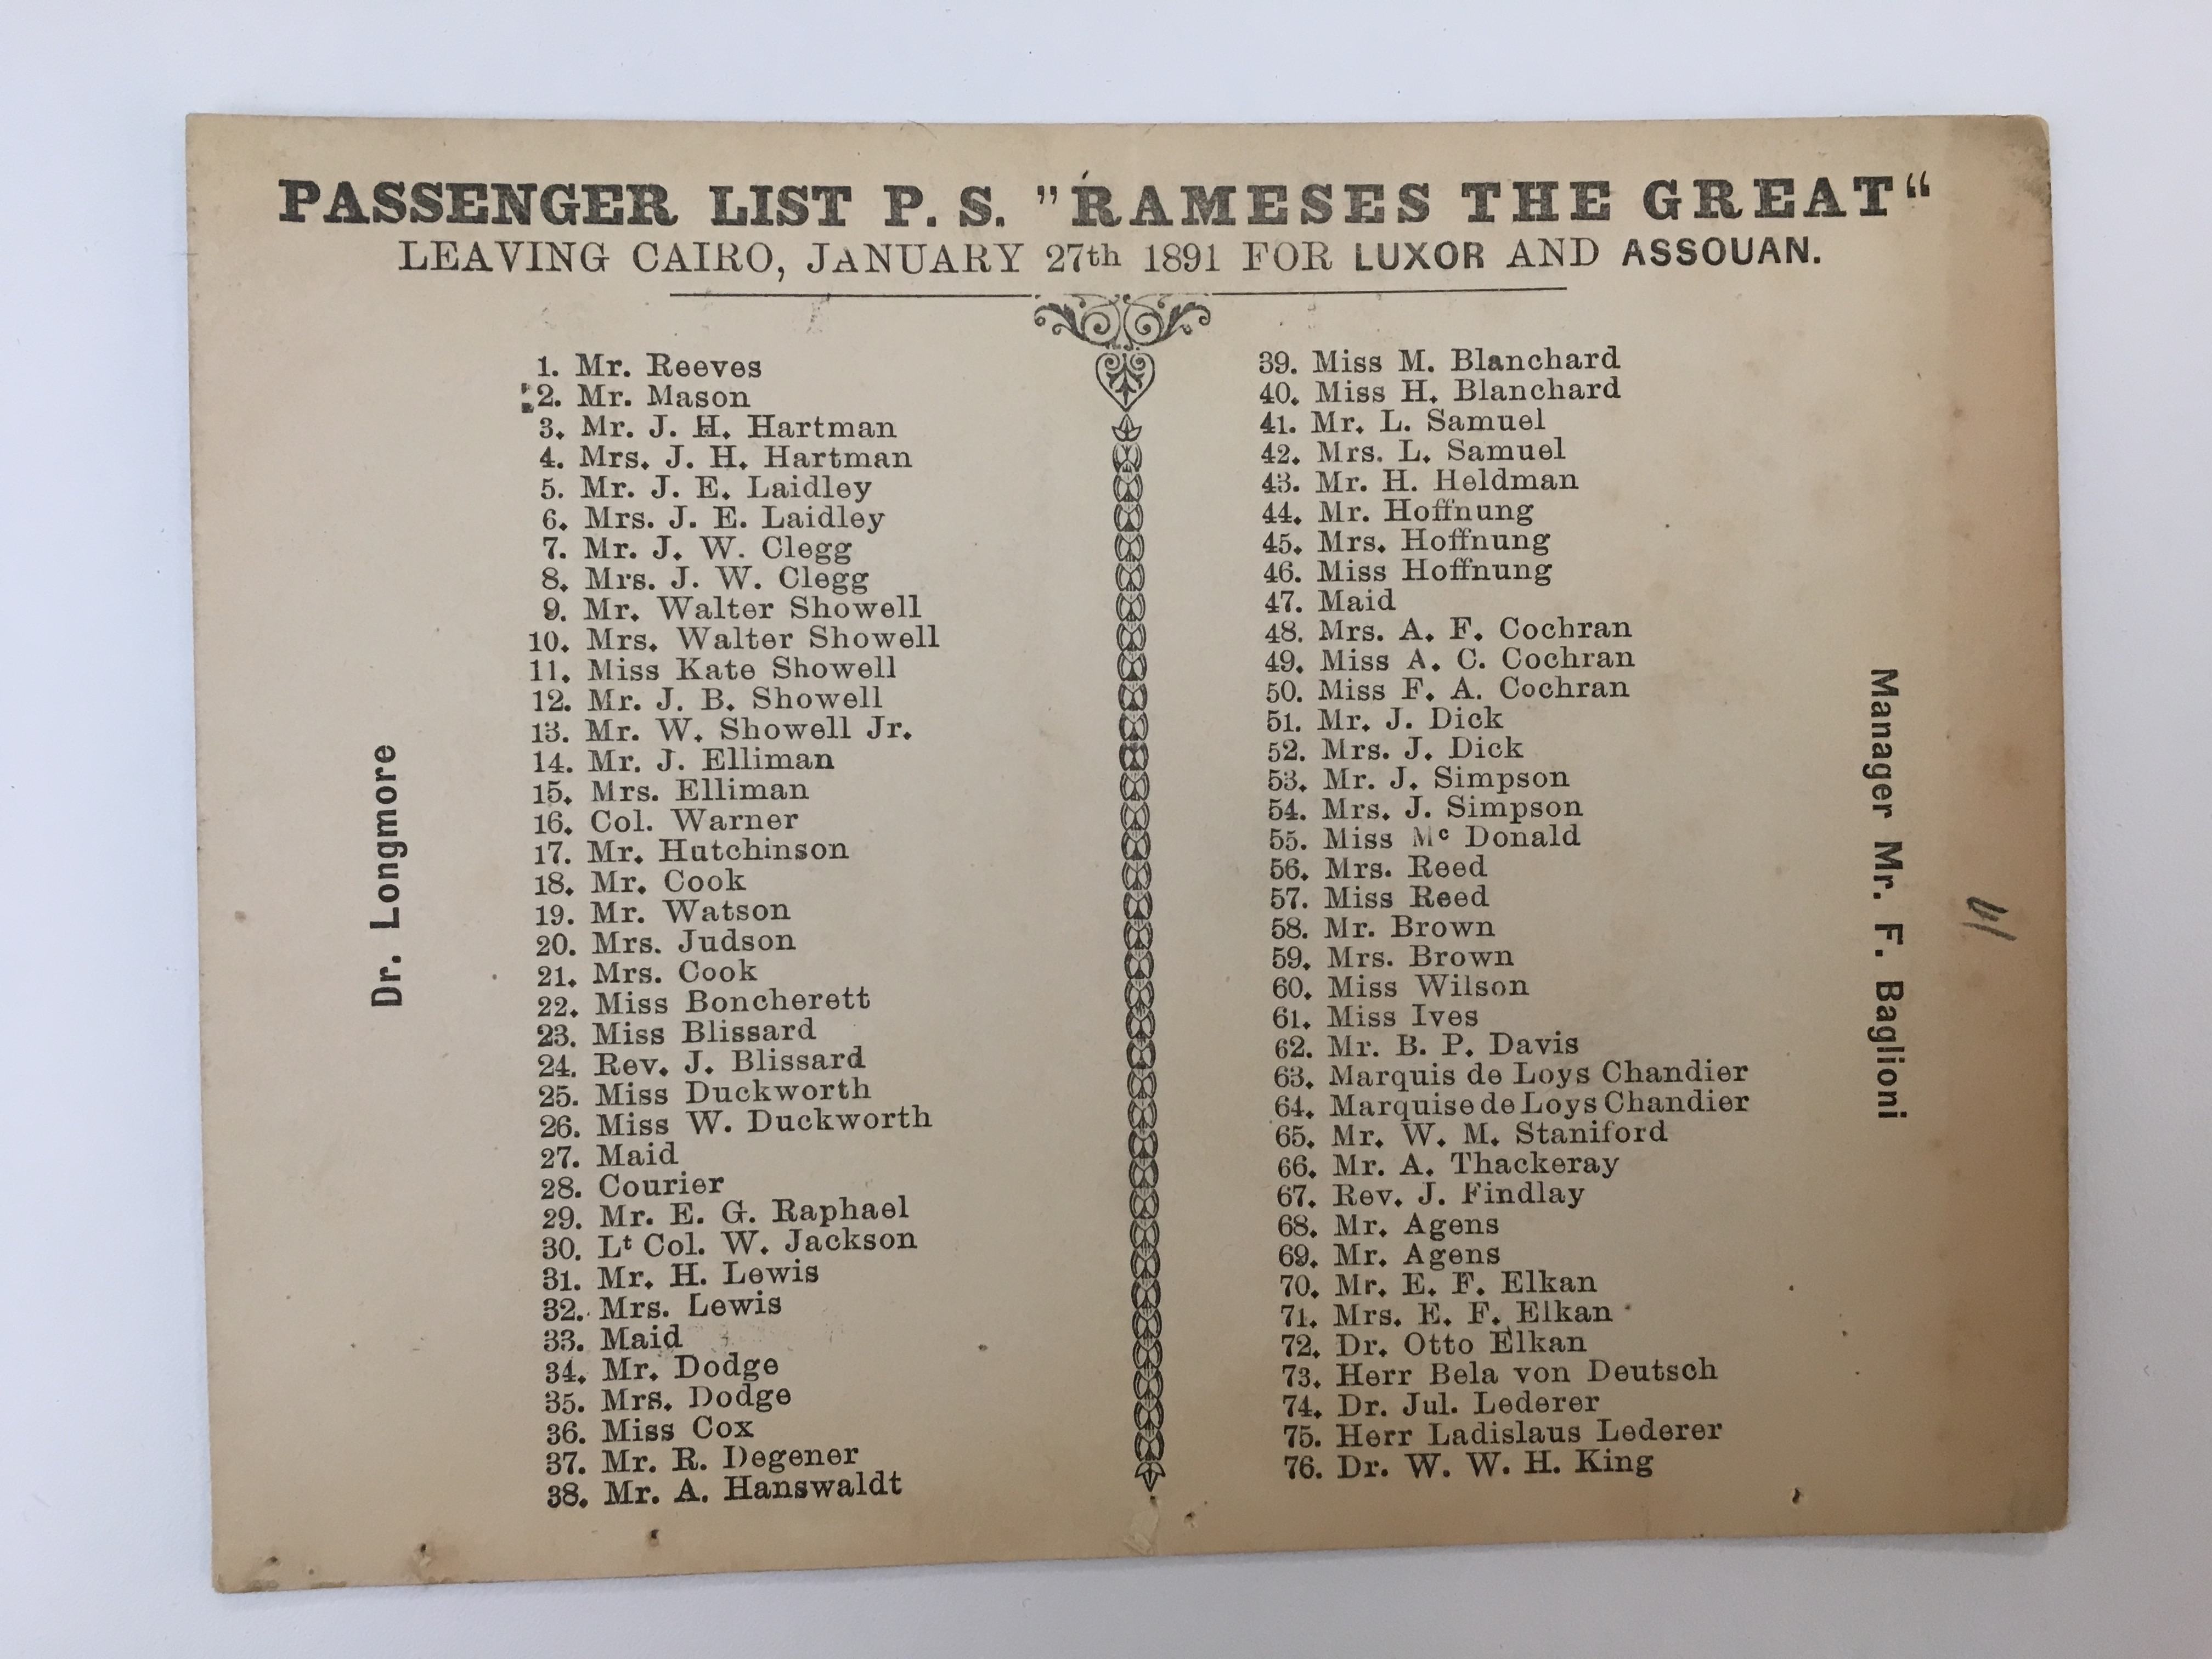 PASSENGER LIST P. S. "RAMESES THE GREAT“
LEAVING CAIRO, JANUARY 27th 1891 FOR LUXOR AND ASSOUAN.
Dr. Longmore
1. Mr. Reeves
2. Mr. Mason
3. Mr. J. H. Hartman
4. Mrs. J. H. Hartman
5. Mr. J. E. Laidley
6. Mrs. J. E. Laidley
7. Mr. J. W. Clegg
8. Mrs. J. W. Clegg
9. Mr. Walter Showell
10. Mrs. Walter Showell
11. Miss Kate Showell
12. Mr. J. B. Showell
13. Mr. W. Showell Jr.
14. Mr. J. Elliman
15. Mrs. Elliman
16. Col. Warner
17. Mr. Hutchinson
18. Mr. Cook
19. Mr. Watson
20. Mrs. Judson
21. Mrs. Cook
22. Miss Boncherett
23. Miss Blissard
24. Rev. J. Blissard
25. Miss Duckworth
26. Miss W. Duckworth
27. Maid
28. Courier
29. Mr. E. G. Raphael
30. Lt Col. W. Jackson
31. Mr. H. Lewis
32. Mrs. Lewis
33. Maid
34. Mr. Dodge
35. Mrs. Dodge
36. Miss Cox
37. Mr. R. Degener
38. Mr. A. Hanswaldt
39. Miss M. Blanchard
40. Miss H. Blanchard
41. Mr. L. Samuel
42. Mrs. L. Samuel
43. Mr. H. Heldman
44. Mr. Hoffnung
45. Mrs. Hoffnung
46. Miss Hoffnung
47. Maid
48. Mrs. A. F. Cochran
49. Miss A. C. Cochran
50. Miss F. A. Cochran
51. Mr. J. Dick
52. Mrs. J. Dick
53. Mr. J. Simpson
54. Mrs. J. Simpson
55. Miss Mc Donald
56. Mrs. Reed
57. Miss Reed
58. Mr. Brown
59. Mrs. Brown
60. Miss Wilson
61. Miss Ives
62. Mr. B. P. Davis
63. Marquis de Loys Chandier
64. Marquise de Loys Chandier
65. Mr. W. M. Staniford
66. Mr. A. Thackeray
67. Rev. J. Findlay
68. Mr. Agens
69. Mr. Agens
70. Mr. E. F. Elkan
71. Mrs. E. F. Elkan
72. Dr. Otto Elkan
73. Herr Bela von Deutsch
74. Dr. Jul. Lederer
75. Herr Ladislaus Lederer
76. Dr. W. W. H. King
Manager Mr. F. Baglioni